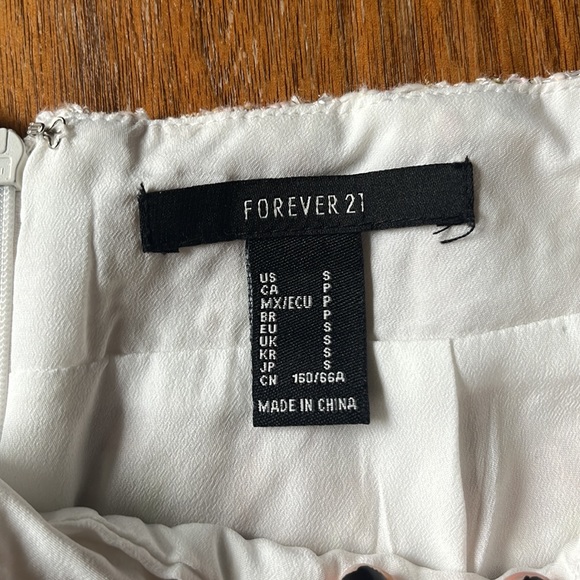 FOREVER 21
US S
CA P
MX/ECU P
BR P
EU S
UK S
KR S
JP S
CN 160/66A
MADE IN CHINA